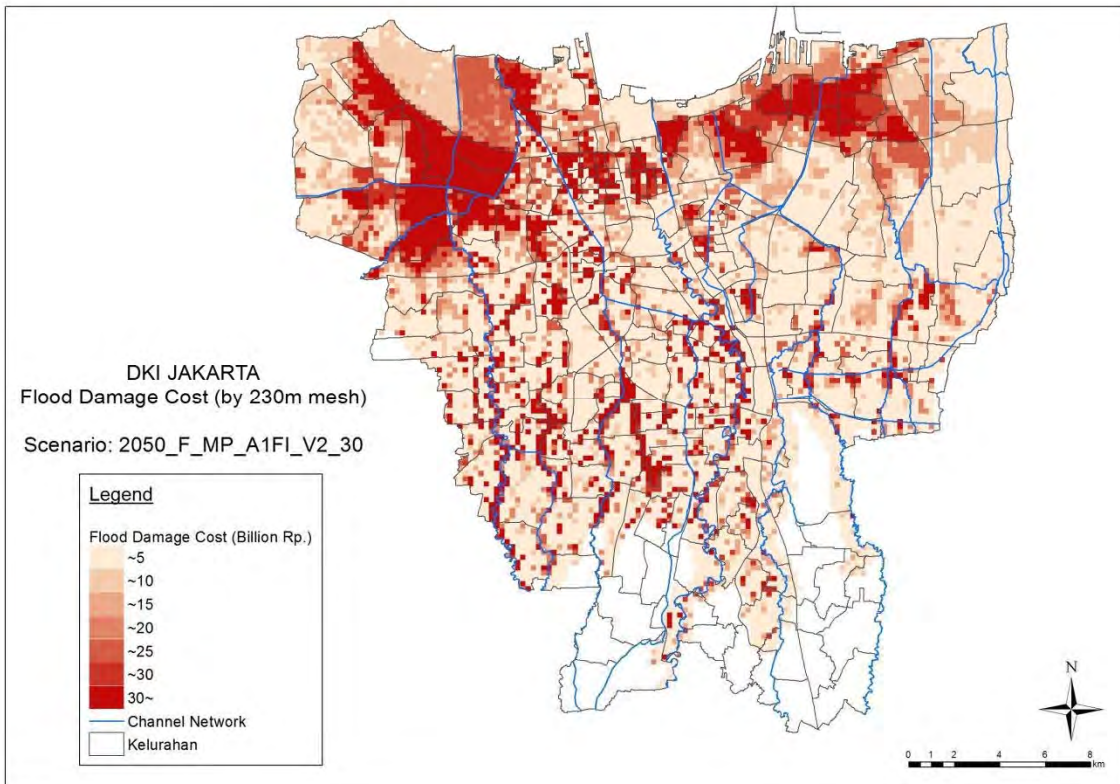 DKI JAKARTA
Flood Damage Cost (by 230m mesh)
Scenario: 2050_F_MP_A1FI_V2_30
Legend
Flood Damage Cost (Billion Rp.)
~5
~10
~15
~20
~25
~30
30~
Channel Network
Kelurahan
N
0 1 2 4 6 8
km